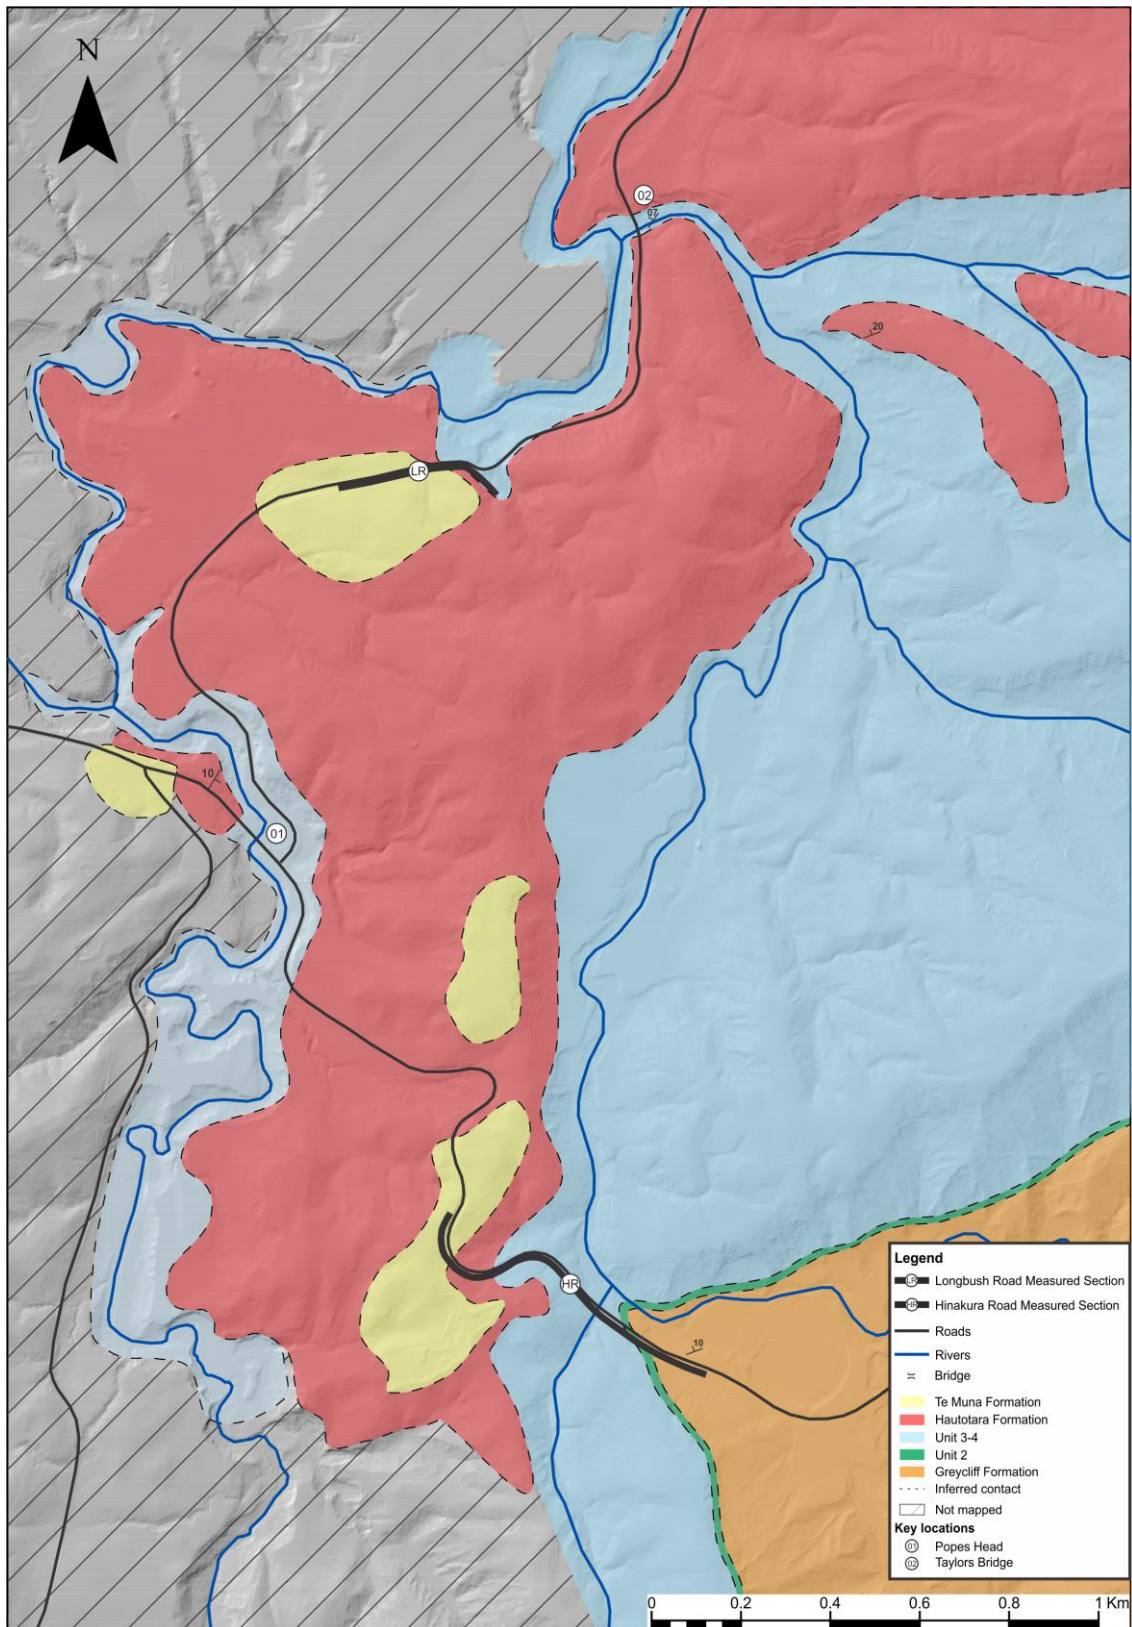 N
02
07
20
LR
10
01
HR
10
Legend
LR Longbush Road Measured Section
HR Hinakura Road Measured Section
Roads
Rivers
Bridge
Te Muna Formation
Hautotara Formation
Unit 3-4
Unit 2
Greycliff Formation
Inferred contact
Not mapped
Key locations
01 Popes Head
02 Taylors Bridge
0 0.2 0.4 0.6 0.8 1 Km